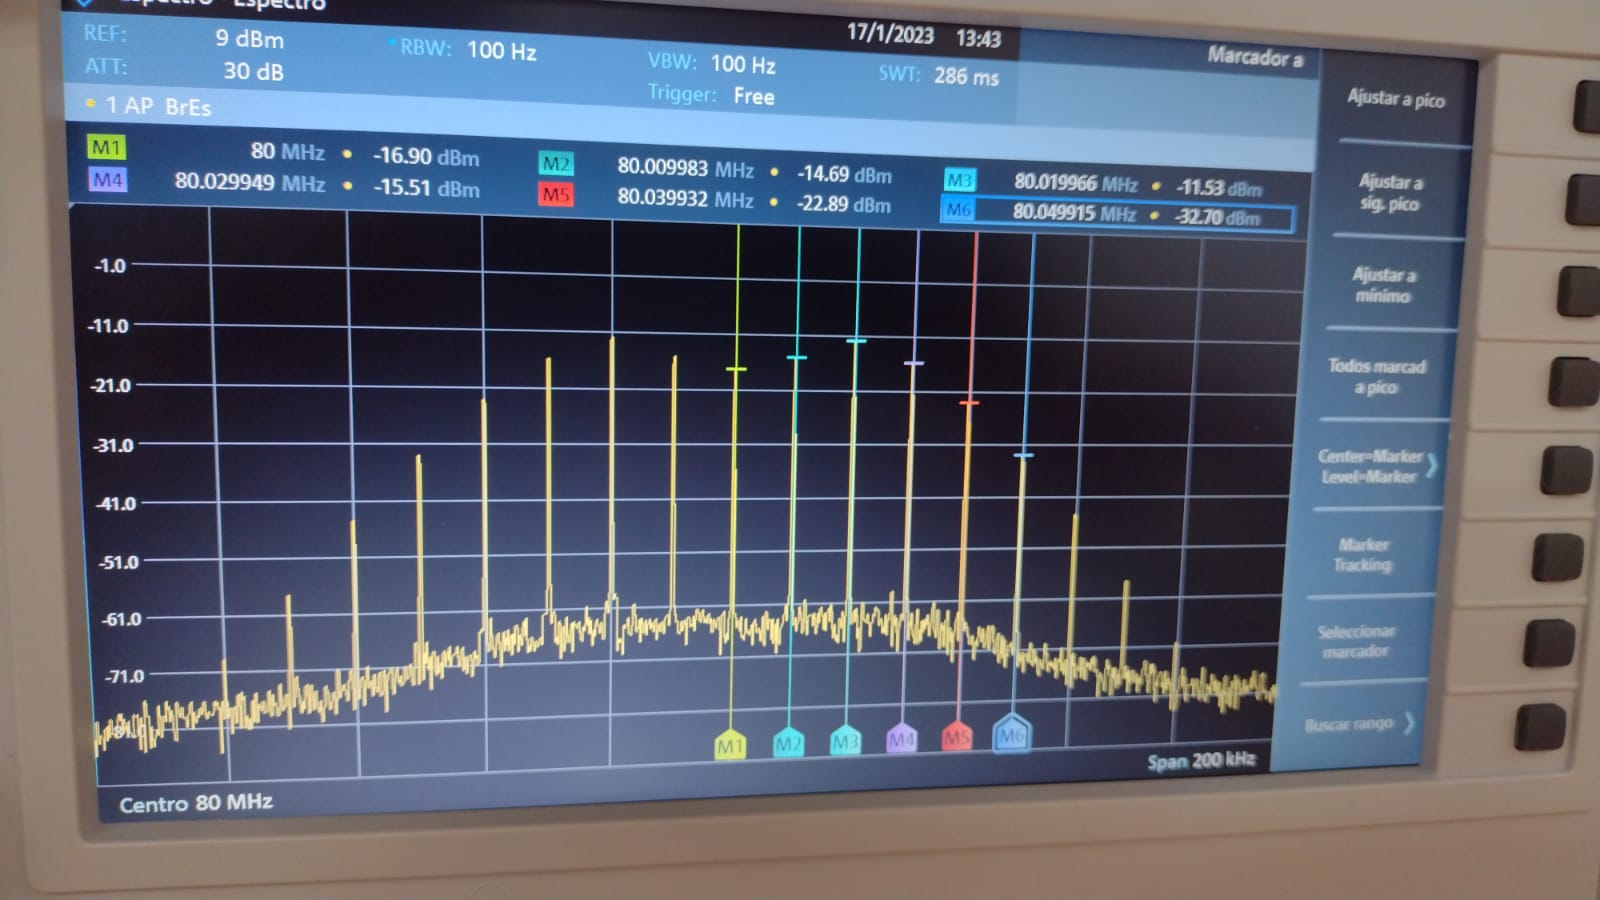 Espectro - Espectro
REF: 9 dBm
RBW: 100 Hz
VBW: 100 Hz
SWT: 286 ms
17/1/2023 13:43
Marcador a
ATT: 30 dB
Trigger: Free
1 AP BrEs
M1 80 MHz • -16.90 dBm
M2 80.009983 MHz • -14.69 dBm
M3 80.019966 MHz • -11.53 dBm
M4 80.029949 MHz • -15.51 dBm
M5 80.039932 MHz • -22.89 dBm
M6 80.049915 MHz • -32.70 dBm
-1.0
-11.0
-21.0
-31.0
-41.0
-51.0
-61.0
-71.0
M1 M2 M3 M4 M5 M6
Centro 80 MHz
Span 200 kHz
Ajustar a pico
Ajustar a
sig. pico
Ajustar a
mínimo
Todos marcad
a pico
Center=Marker
Level=Marker
Marker
Tracking
Seleccionar
marcador
Buscar rango